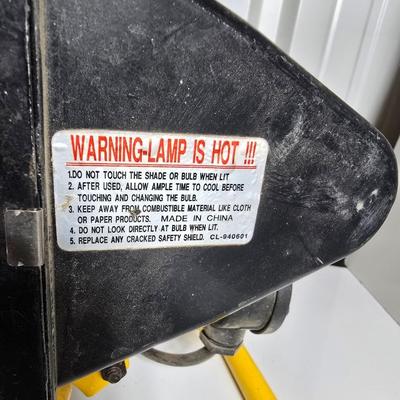 WARNING-LAMP IS HOT !!!
1.DO NOT TOUCH THE SHADE OR BULB WHEN LIT
2. AFTER USED, ALLOW AMPLE TIME TO COOL BEFORE
TOUCHING AND CHANGING THE BULB.
3. KEEP AWAY FROM COMBUSTIBLE MATERIAL LIKE CLOTH
OR PAPER PRODUCTS. MADE IN CHINA
4. DO NOT LOOK DIRECTLY AT BULB WHEN LIT.
5. REPLACE ANY CRACKED SAFETY SHIELD. CL-940601